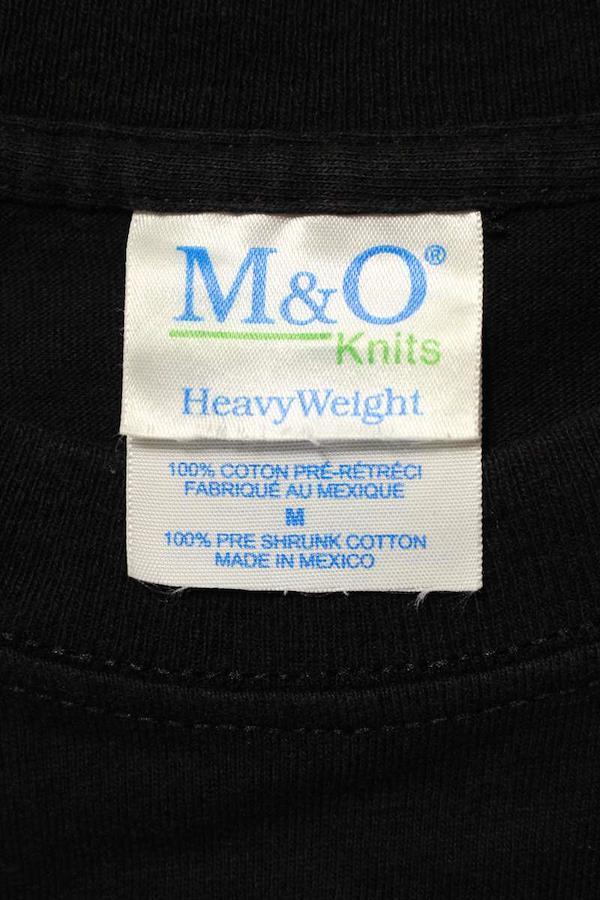 M&O®
Knits
HeavyWeight
100% COTON PRÉ-RÉTRÉCI
FABRIQUÉ AU MEXIQUE
M
100% PRE SHRUNK COTTON
MADE IN MEXICO